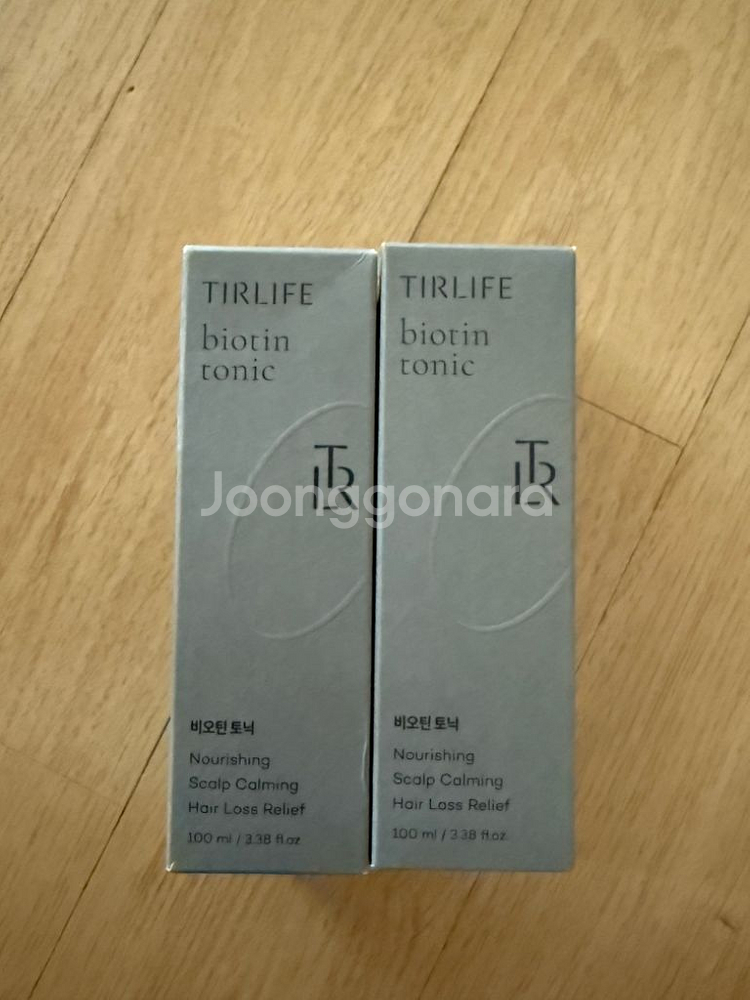 TIRLIFE
biotin
tonic
TLR
비오틴 토닉
Nourishing
Scalp Calming
Hair Loss Relief
100 ml / 3.38 fl.oz
TIRLIFE
biotin
tonic
TLR
비오틴 토닉
Nourishing
Scalp Calming
Hair Loss Relief
100 ml / 3.38 fl.oz
Joonggonara